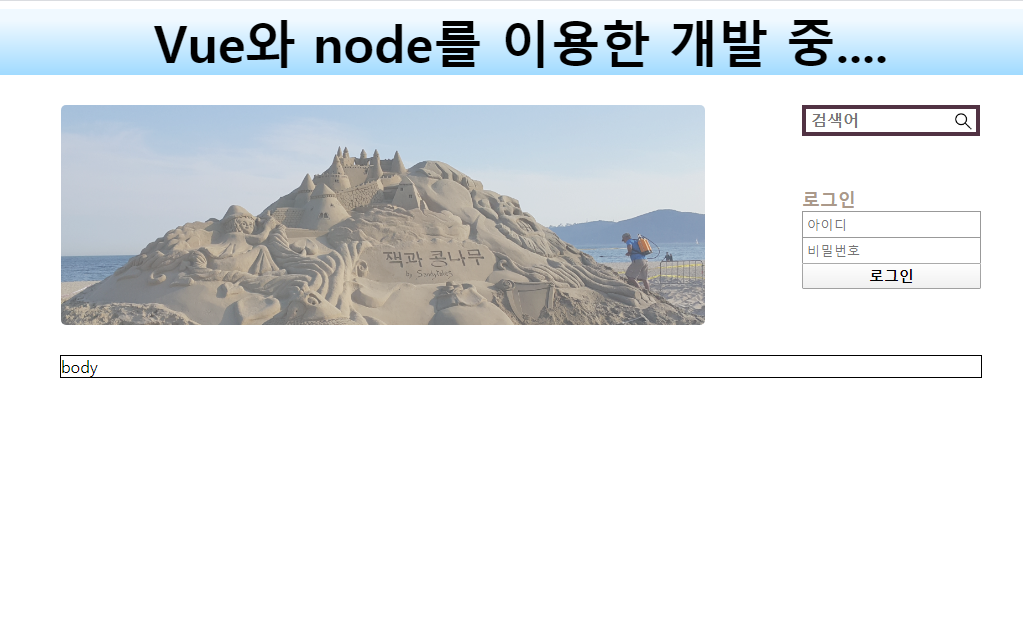 Vue와 node를 이용한 개발 중....
검색어
잭과 콩나무
by. SandyTales
로그인
아이디
비밀번호
로그인
body